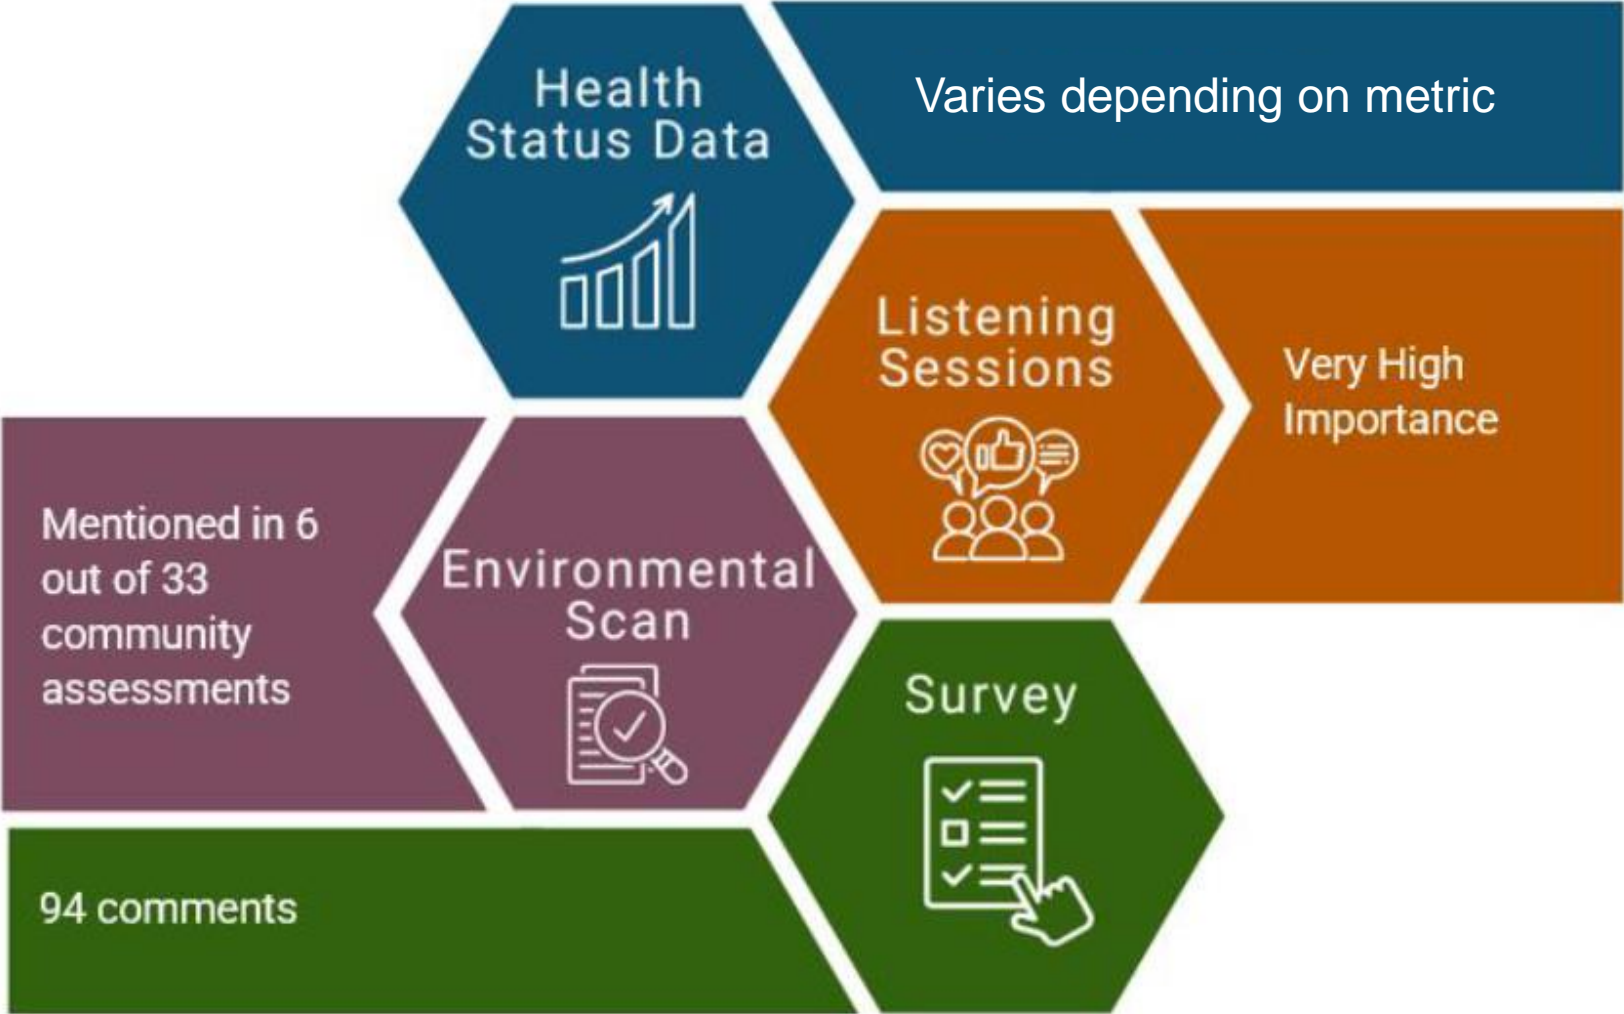 Health
Status Data
Varies depending on metric
Listening
Sessions
Very High
Importance
Mentioned in 6
out of 33
community
assessments
Environmental
Scan
Survey
94 comments